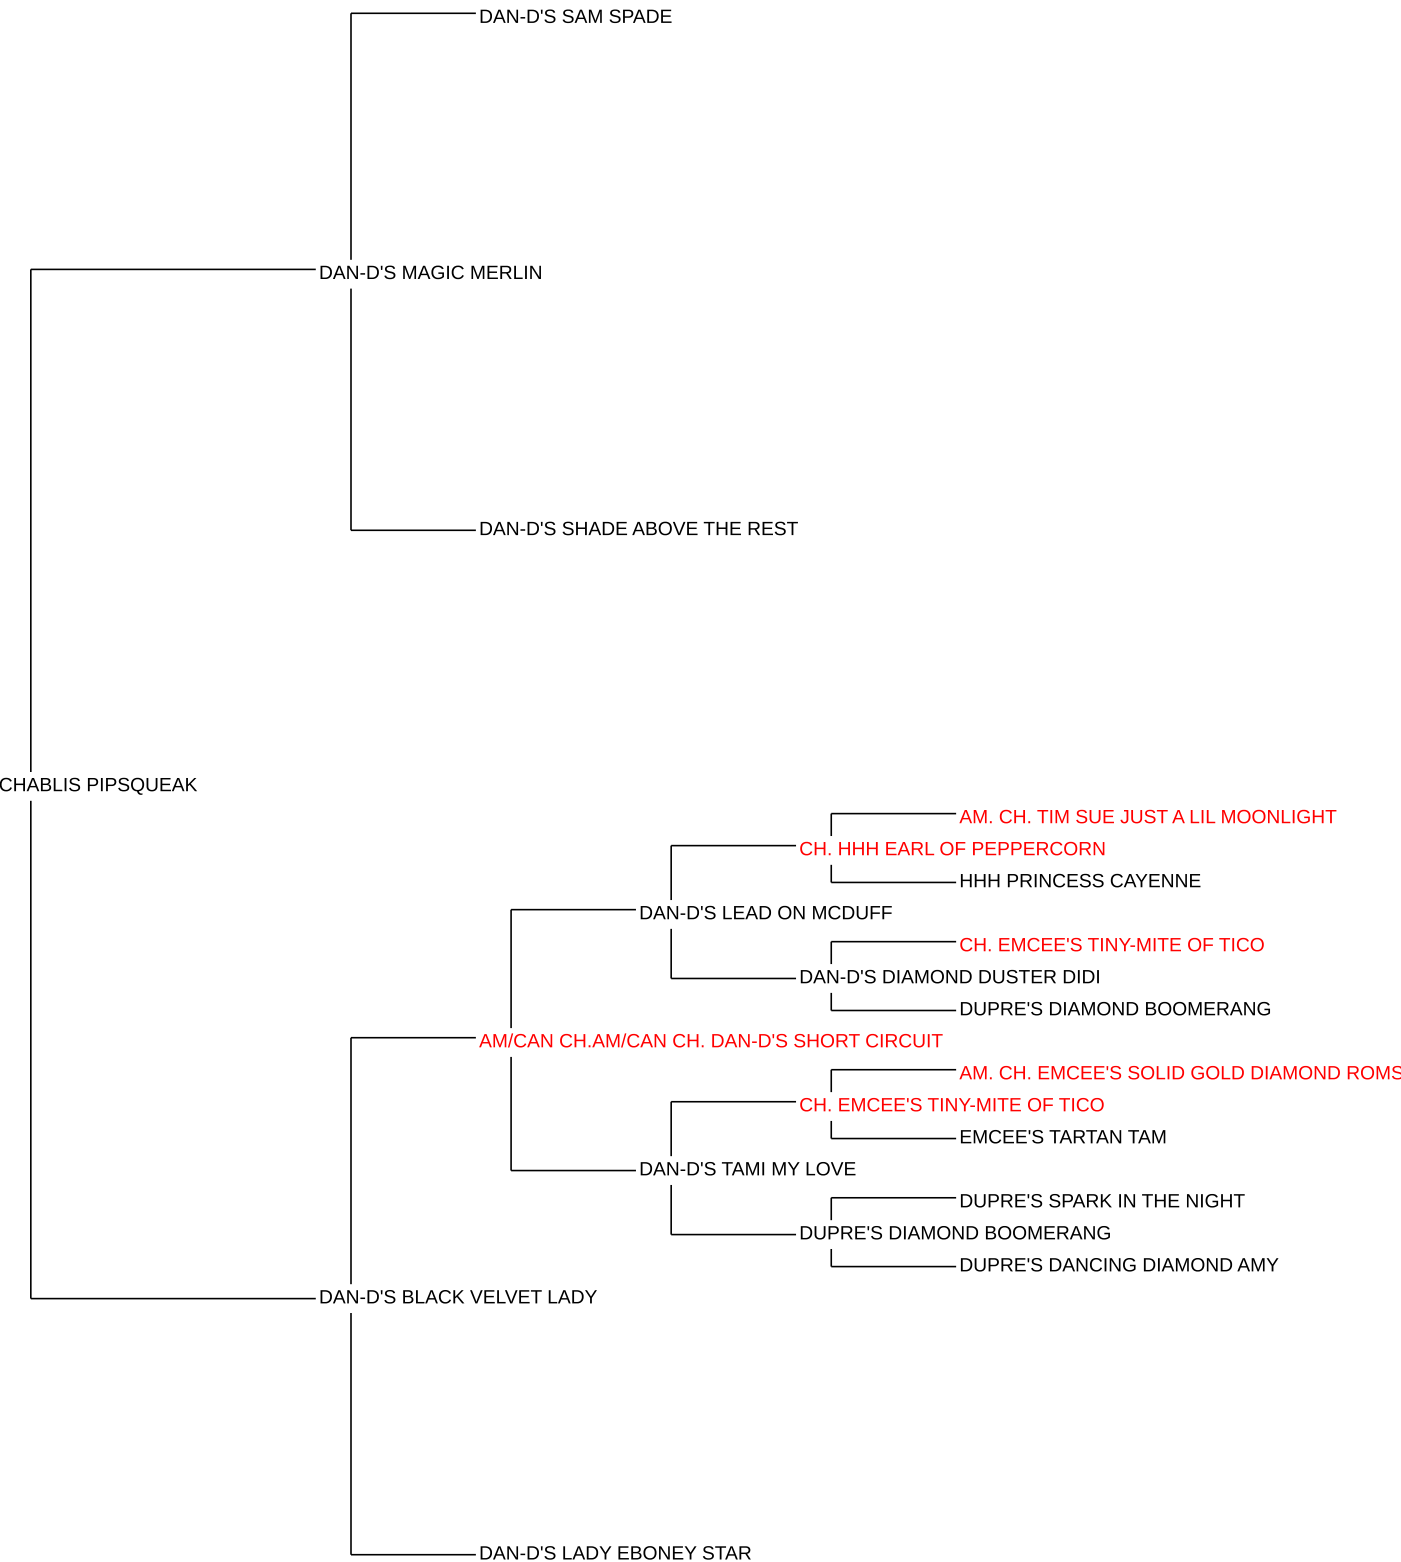 DAN-D'S SAM SPADE
DAN-D'S MAGIC MERLIN
DAN-D'S SHADE ABOVE THE REST
CHABLIS PIPSQUEAK
AM. CH. TIM SUE JUST A LIL MOONLIGHT
CH. HHH EARL OF PEPPERCORN
HHH PRINCESS CAYENNE
DAN-D'S LEAD ON MCDUFF
CH. EMCEE'S TINY-MITE OF TICO
DAN-D'S DIAMOND DUSTER DIDI
DUPRE'S DIAMOND BOOMERANG
AM/CAN CH.AM/CAN CH. DAN-D'S SHORT CIRCUIT
AM. CH. EMCEE'S SOLID GOLD DIAMOND ROMS
CH. EMCEE'S TINY-MITE OF TICO
EMCEE'S TARTAN TAM
DAN-D'S TAMI MY LOVE
DUPRE'S SPARK IN THE NIGHT
DUPRE'S DIAMOND BOOMERANG
DUPRE'S DANCING DIAMOND AMY
DAN-D'S BLACK VELVET LADY
DAN-D'S LADY EBONEY STAR